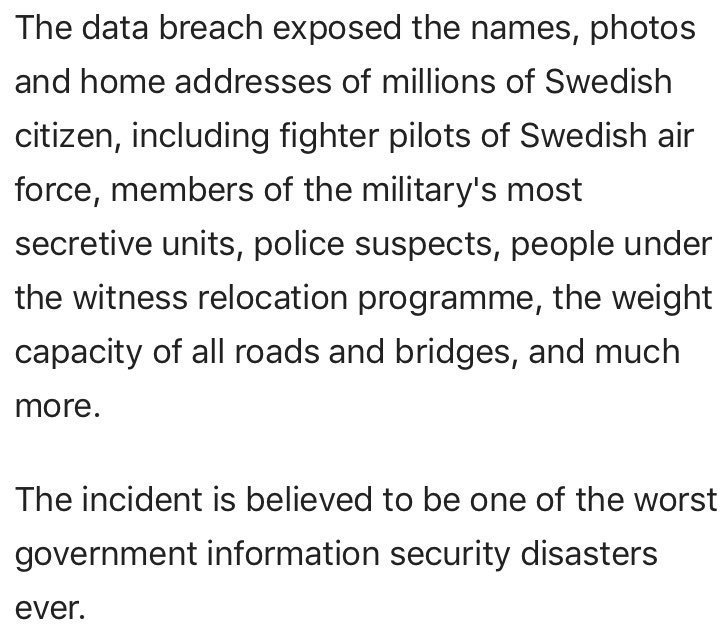 The data breach exposed the names, photos
and home addresses of millions of Swedish
citizen, including fighter pilots of Swedish air
force, members of the military's most
secretive units, police suspects, people under
the witness relocation programme, the weight
capacity of all roads and bridges, and much
more.
The incident is believed to be one of the worst
government information security disasters
ever.